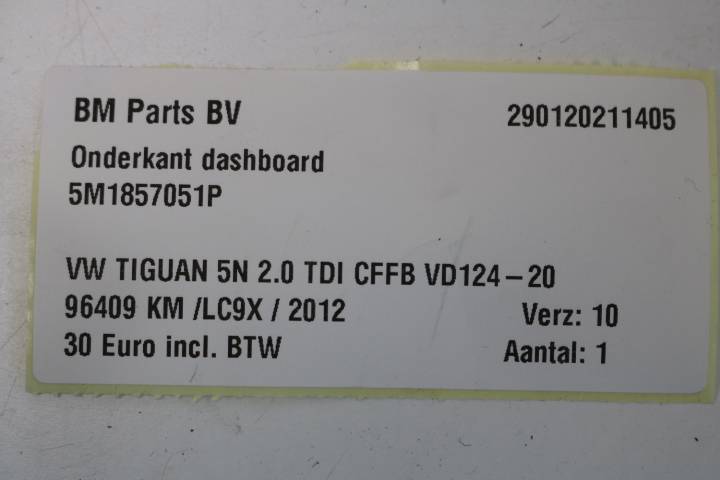 BM Parts BV 290120211405
Onderkant dashboard
5M1857051P
VW TIGUAN 5N 2.0 TDI CFFB VD124-20
96409 KM /LC9X / 2012 Verz: 10
30 Euro incl. BTW Aantal: 1